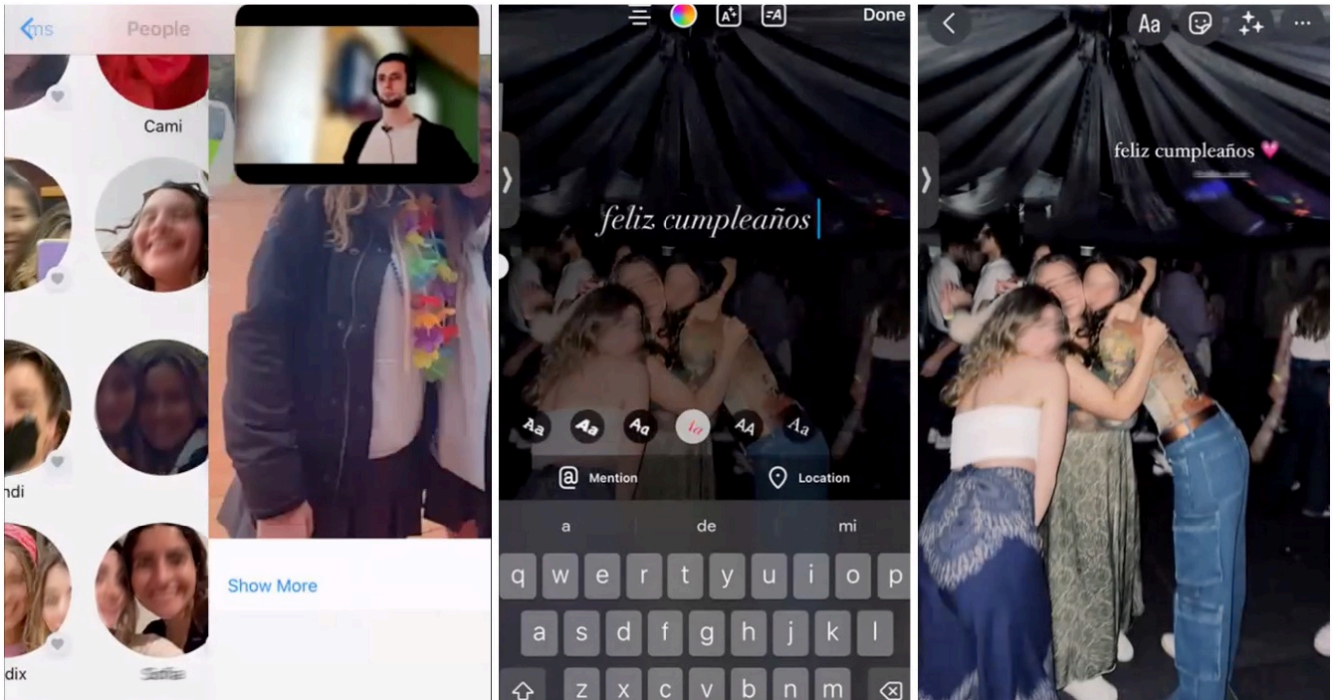 ms
People
Cami
ndi
dix
Show More
Done
feliz cumpleaños
Aa
Aa
Aa
Aa
AA
Aa
@ Mention
Location
a de mi
q w e r t y u i o p
a s d f g h j k l
z x c v b n m
Aa
feliz cumpleaños